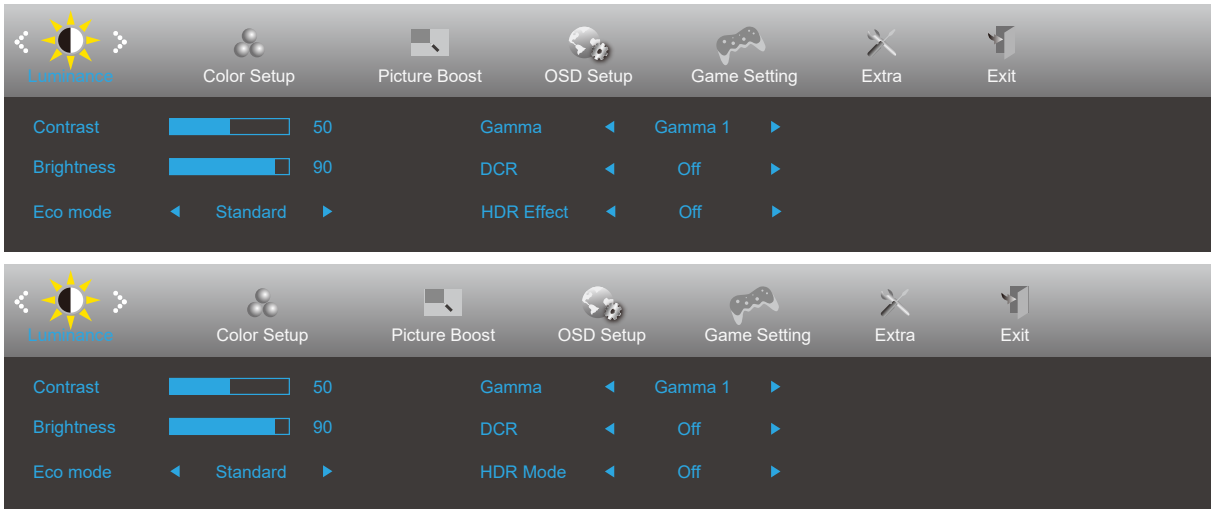 Luminance Color Setup Picture Boost OSD Setup Game Setting Extra Exit
Contrast 50 Gamma Gamma 1
Brightness 90 DCR Off
Eco mode Standard HDR Effect Off
Luminance Color Setup Picture Boost OSD Setup Game Setting Extra Exit
Contrast 50 Gamma Gamma 1
Brightness 90 DCR Off
Eco mode Standard HDR Mode Off